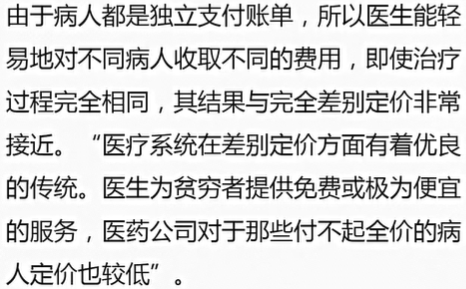 由于病人都是独立支付账单，所以医生能轻
易地对不同病人收取不同的费用，即使治疗
过程完全相同，其结果与完全差别定价非常
接近。“医疗系统在差别定价方面有着优良
的传统。医生为贫穷者提供免费或极为便宜
的服务，医药公司对于那些付不起全价的病
人定价也较低”。